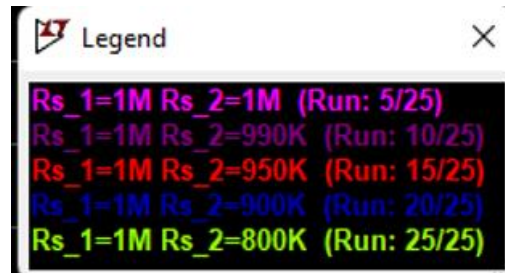 Legend
Rs_1=1M Rs_2=1M (Run: 5/25)
Rs_1=1M Rs_2=990K (Run: 10/25)
Rs_1=1M Rs_2=950K (Run: 15/25)
Rs_1=1M Rs_2=900K (Run: 20/25)
Rs_1=1M Rs_2=800K (Run: 25/25)